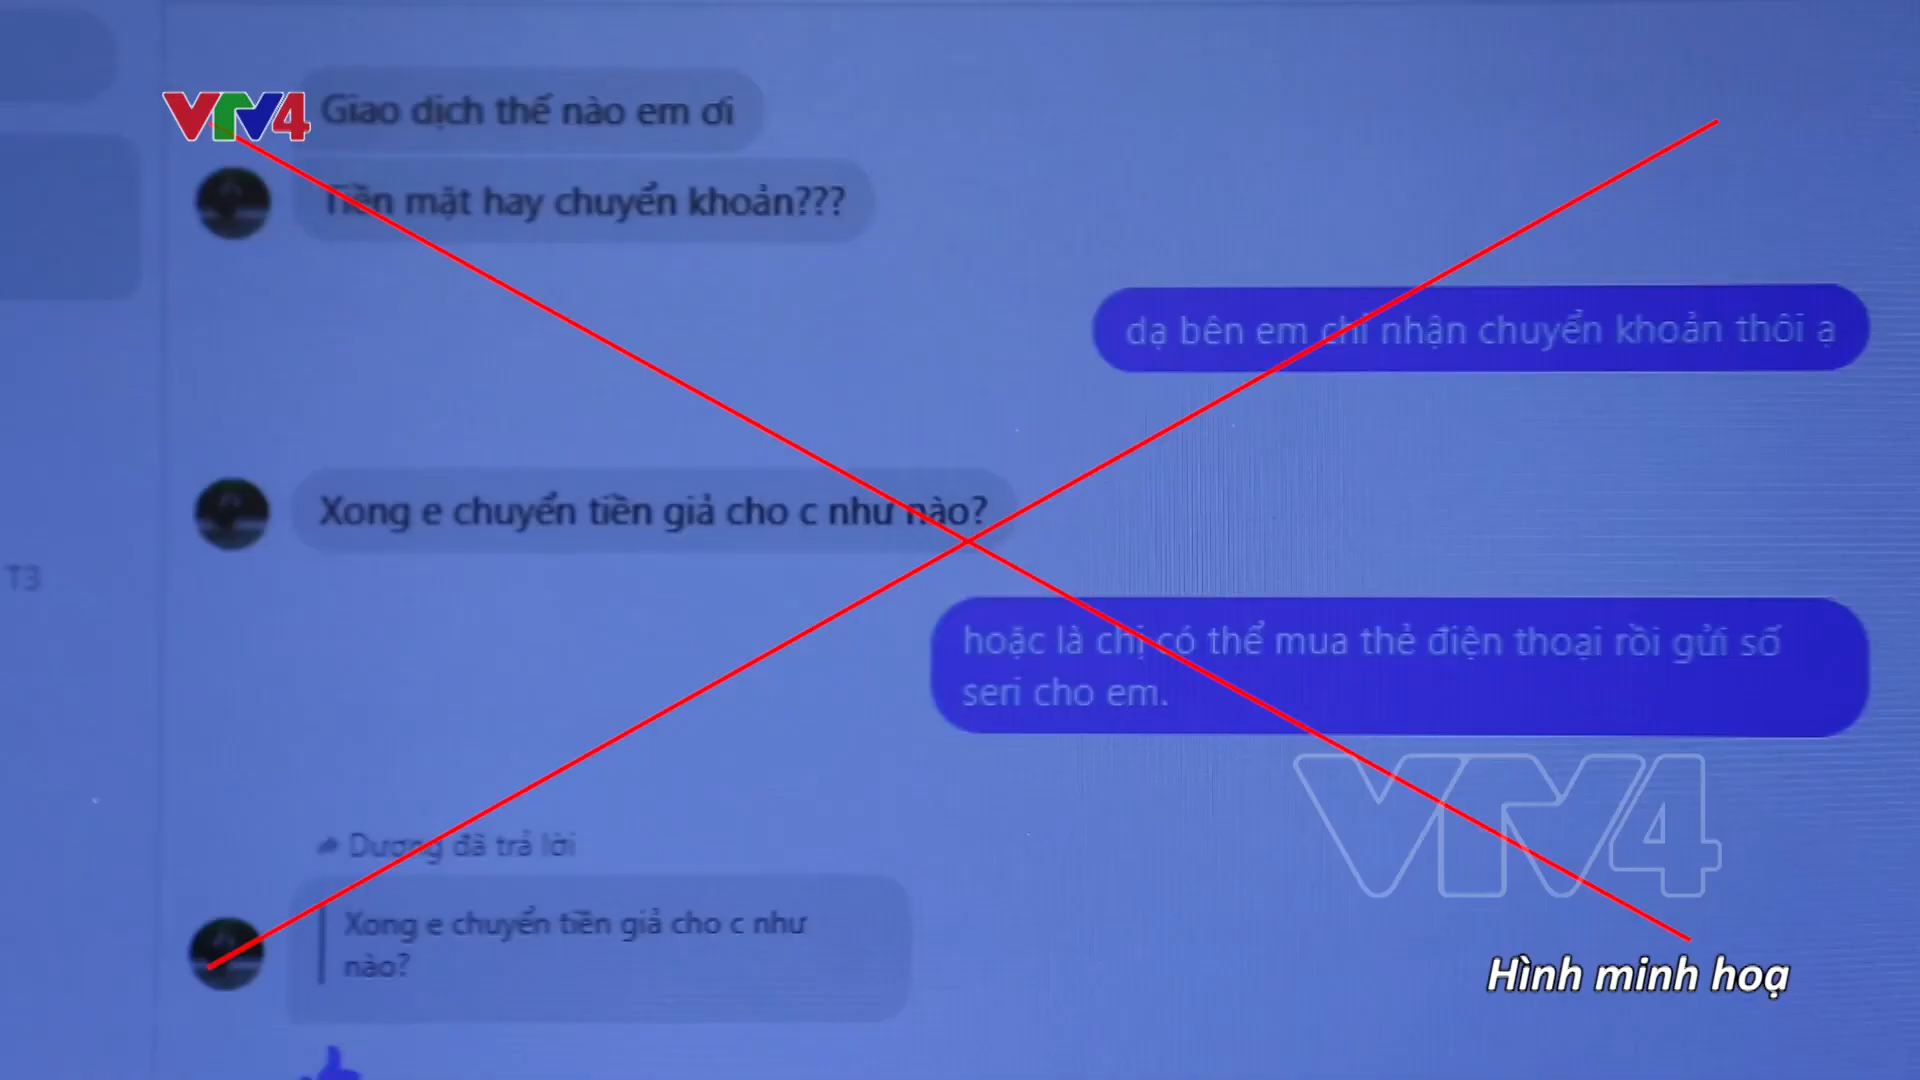 VTV4
Giao dịch thế nào em ơi
Tiền mặt hay chuyển khoản???
dạ bên em chỉ nhận chuyển khoản thôi ạ
Xong e chuyển tiền giả cho c như nào?
T3
hoặc là chị có thể mua thẻ điện thoại rồi gửi số
seri cho em.
VTV4
Dương đã trả lời
Xong e chuyển tiền giả cho c như
nào?
Hình minh hoạ